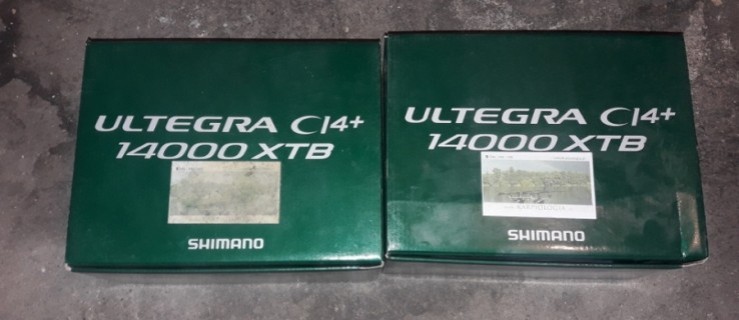 ULTEGRA CI4+
14000 XTB
SHIMANO
ULTEGRA CI4+
14000 XTB
SHIMANO